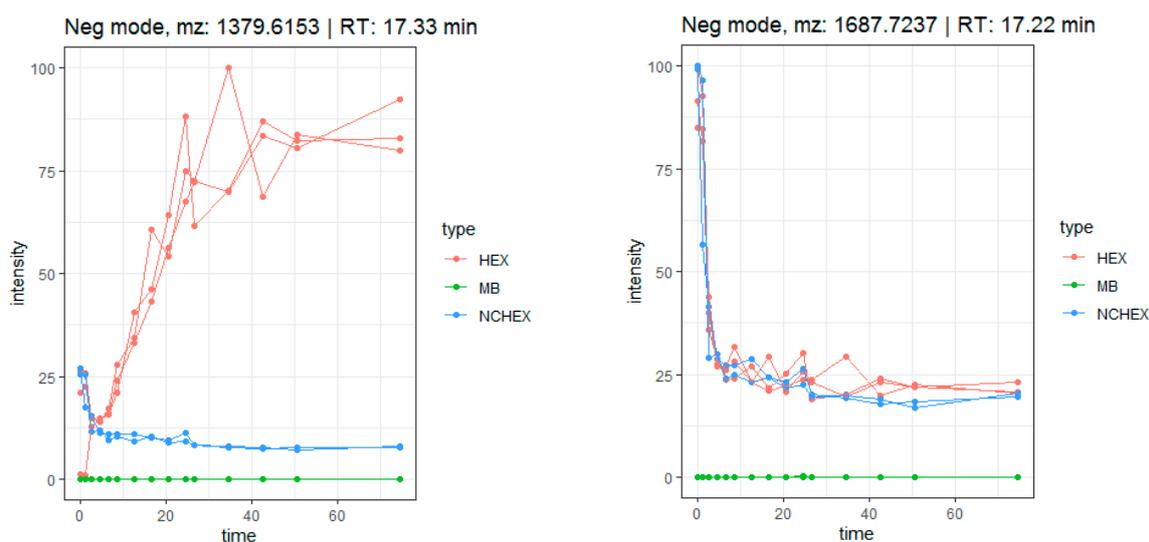 Neg mode, mz: 1379.6153 | RT: 17.33 min
100
75
50
25
0
intensity
0 20 40 60
time
type
HEX
MB
NCHEX
Neg mode, mz: 1687.7237 | RT: 17.22 min
100
75
50
25
0
intensity
0 20 40 60
time
type
HEX
MB
NCHEX